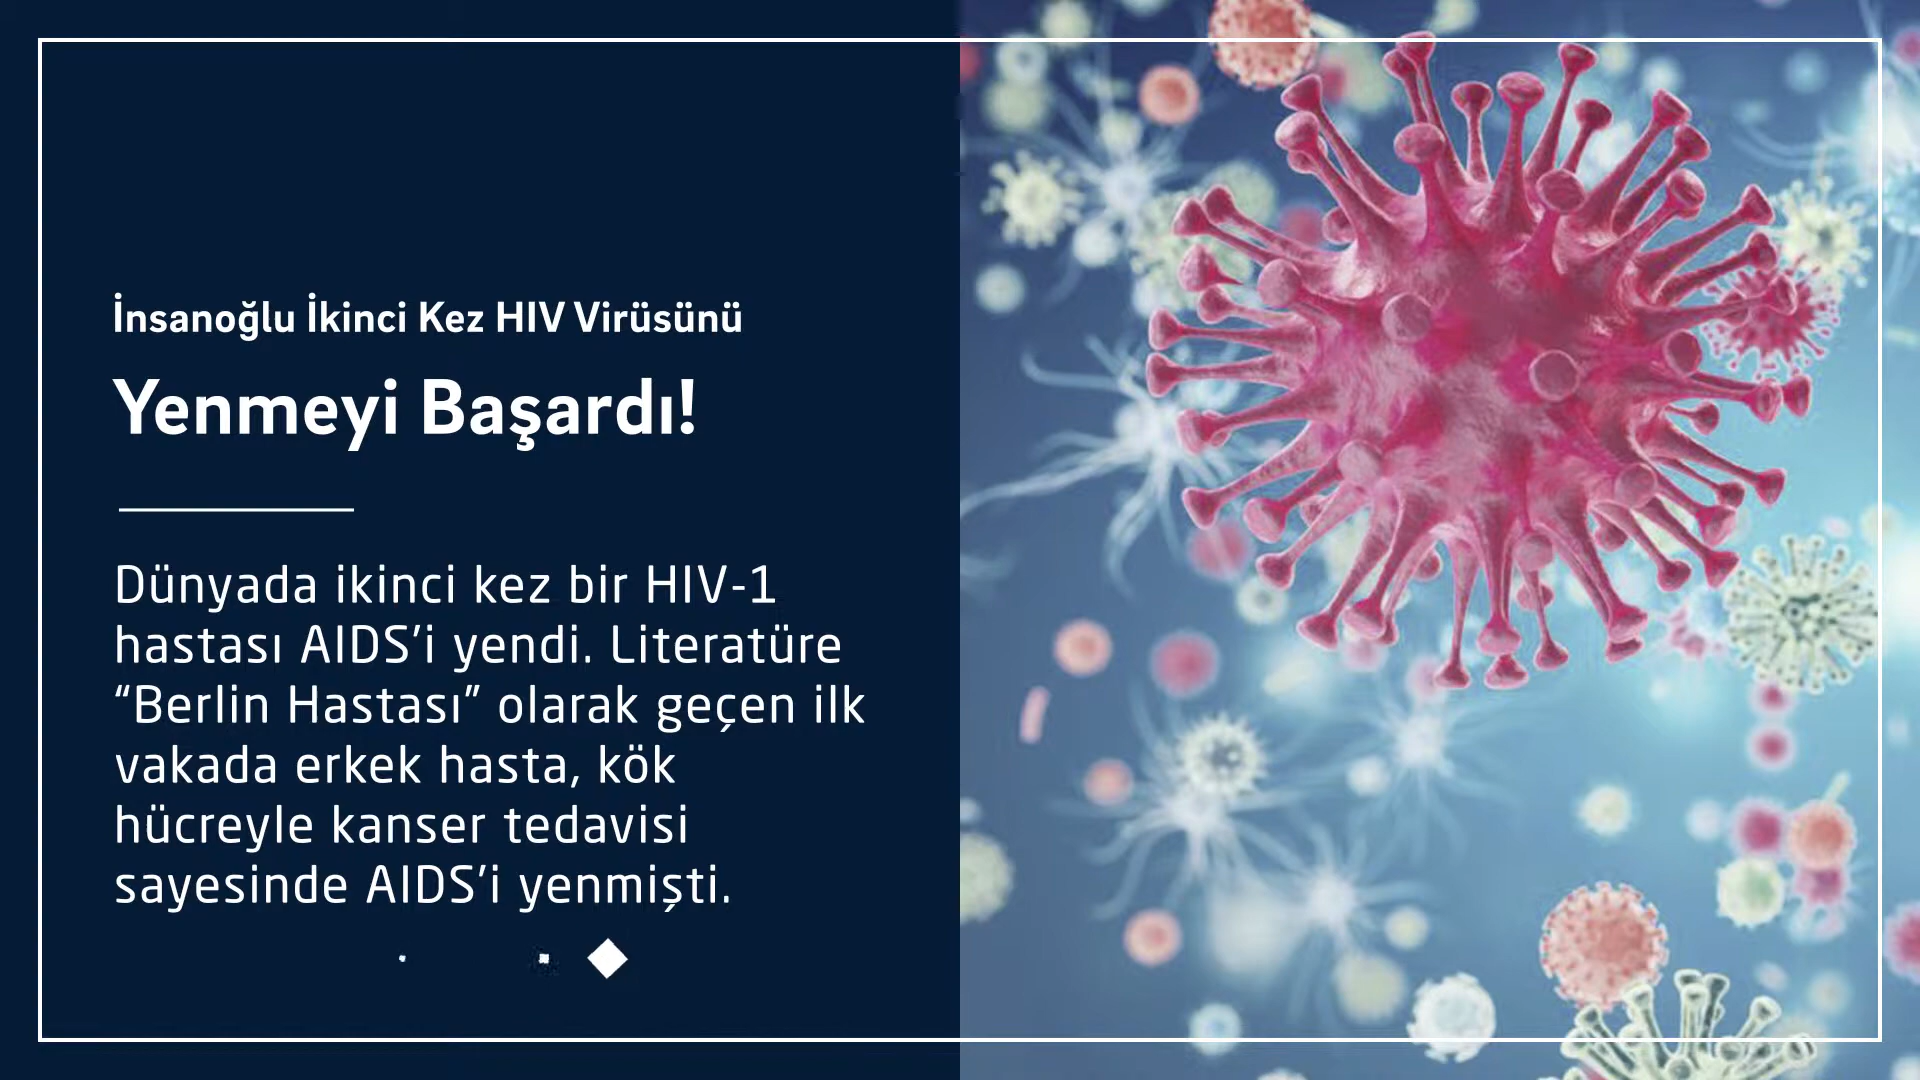 İnsanoğlu İkinci Kez HIV Virüsünü
Yenmeyi Başardı!
Dünyada ikinci kez bir HIV-1
hastası AIDS’i yendi. Literatüre
“Berlin Hastası” olarak geçen ilk
vakada erkek hasta, kök
hücreyle kanser tedavisi
sayesinde AIDS’i yenmişti.